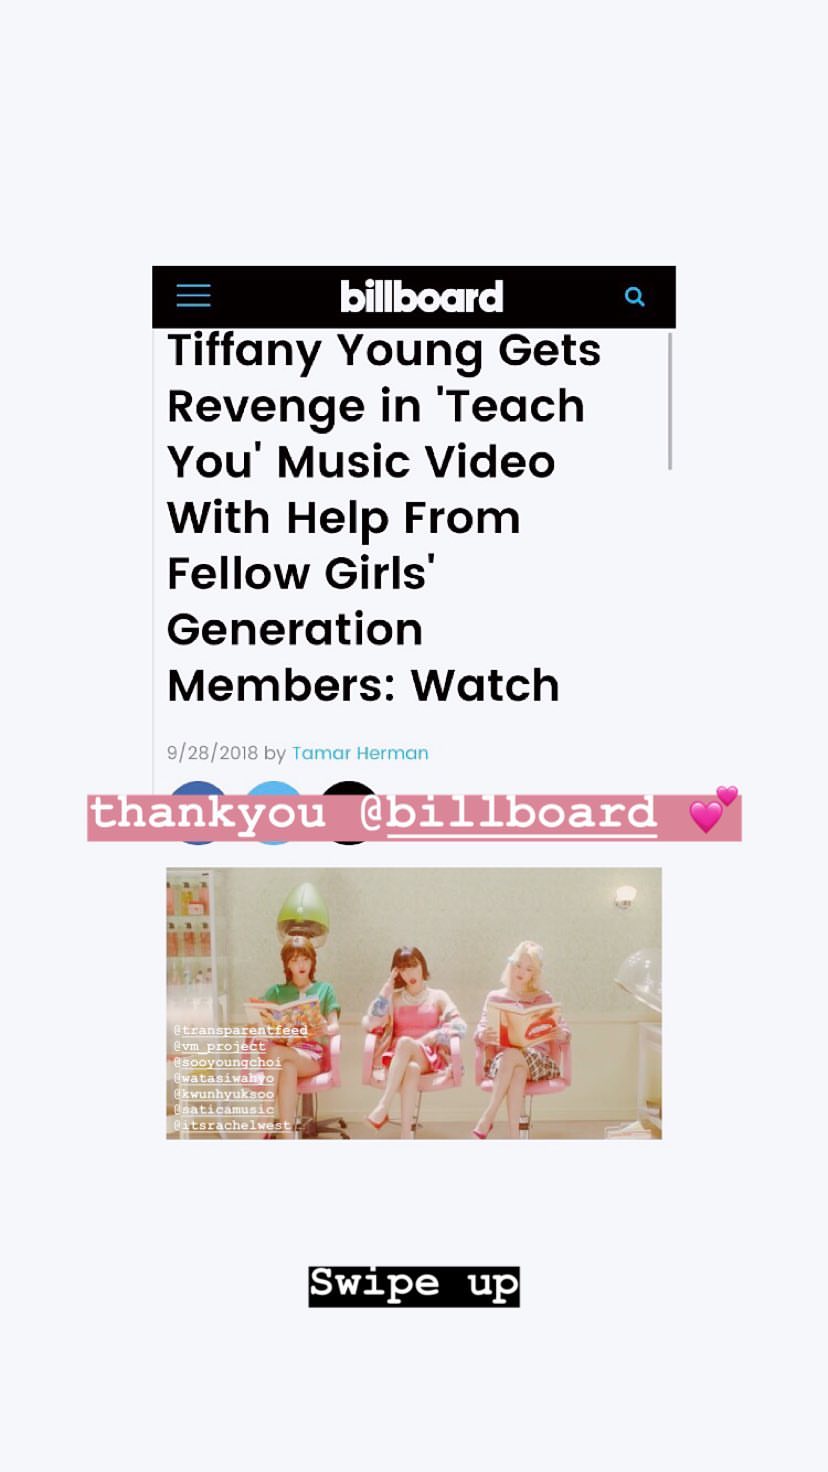 billboard
Tiffany Young Gets
Revenge in 'Teach
You' Music Video
With Help From
Fellow Girls'
Generation
Members: Watch
9/28/2018 by Tamar Herman
thankyou @billboard 💕
@transparentfeed
@vm_project
@sooyoungchoi
@watasiwahyo
@kwunhyuksoo
@saticamusic
@itsrachelwest
Swipe up